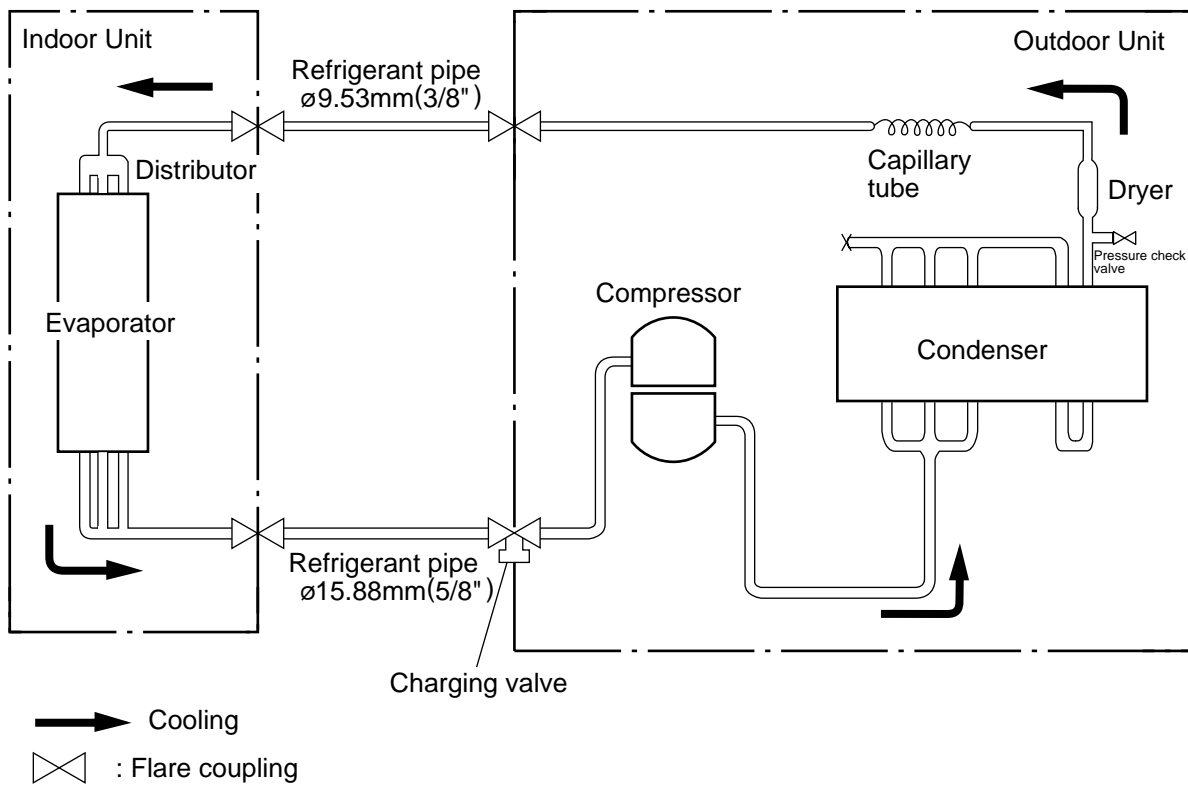 Indoor Unit
Outdoor Unit
Refrigerant pipe
ø9.53mm(3/8")
Distributor
Capillary
tube
Dryer
Pressure check
valve
Compressor
Evaporator
Condenser
Refrigerant pipe
ø15.88mm(5/8")
Charging valve
Cooling
: Flare coupling